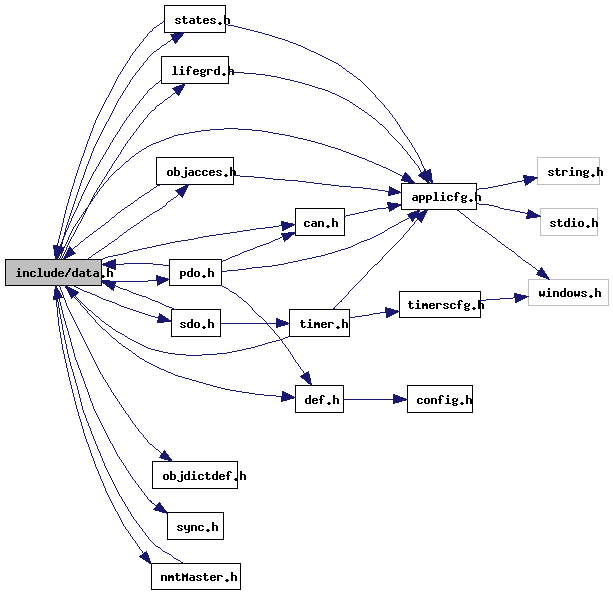 states.h
lifegrd.h
objacces.h
string.h
applicfg.h
can.h
stdio.h
include/data.h
pdo.h
windows.h
timerscfg.h
sdo.h
timer.h
def.h
config.h
objdictdef.h
sync.h
nmtMaster.h